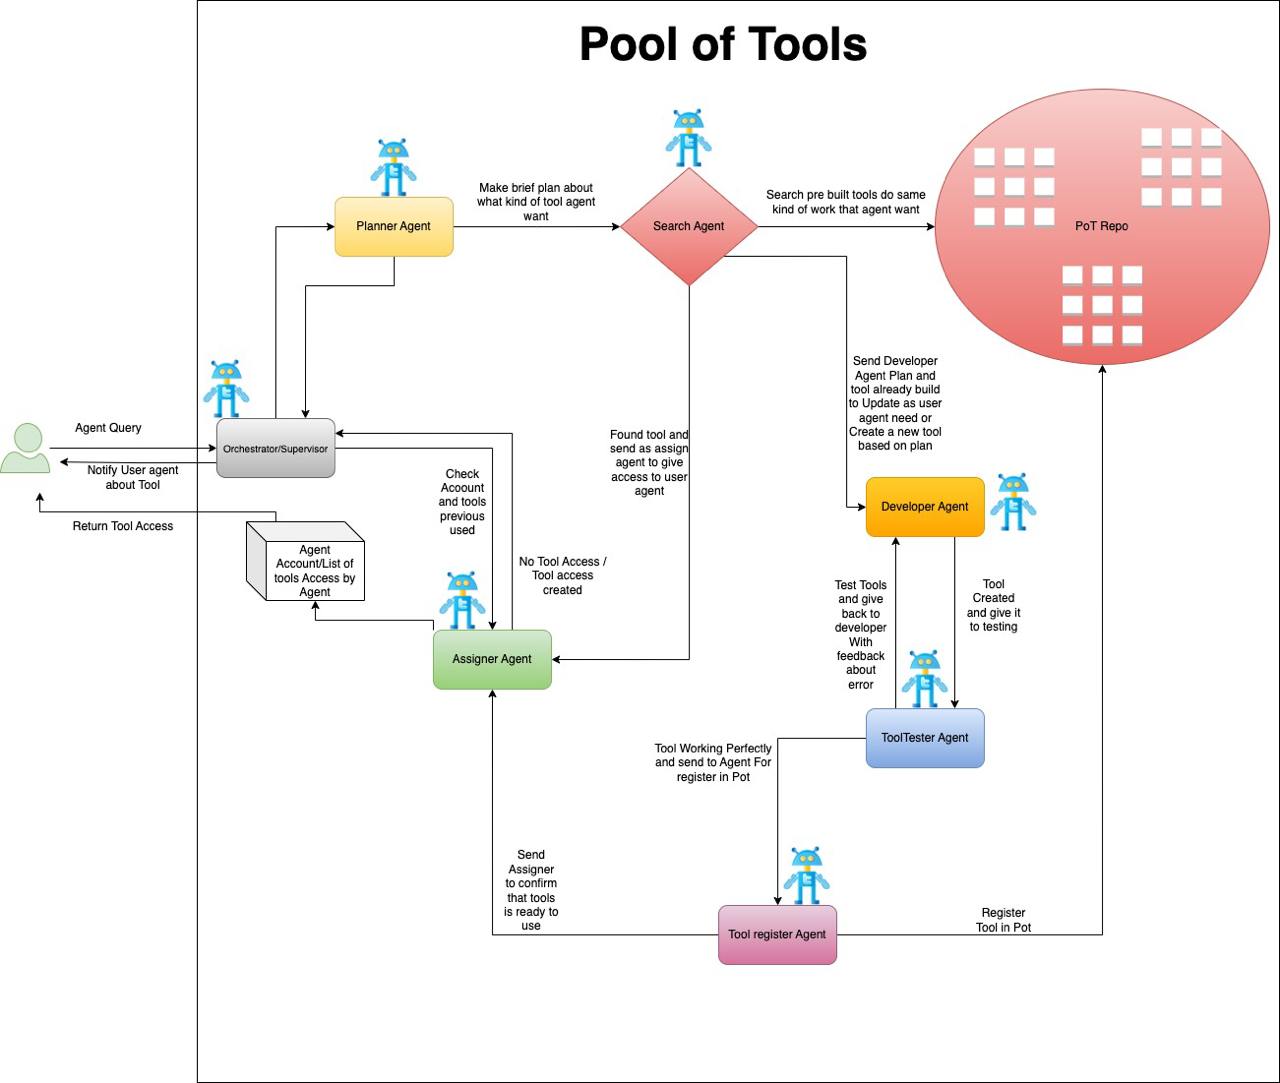 Pool of Tools
Make brief plan about
what kind of tool agent
want
Search pre built tools do same
kind of work that agent want
Planner Agent
Search Agent
PoT Repo
Send Developer
Agent Plan and
tool already build
to Update as user
agent need or
Create a new tool
based on plan
Agent Query
Orchestrator/Supervisor
Notify User agent
about Tool
Found tool and
send as assign
agent to give
access to user
agent
Check
Account
and tools
previous
used
Developer Agent
Return Tool Access
Agent
Account/List of
tools Access by
Agent
No Tool Access /
Tool access
created
Test Tools
and give
back to
developer
With
feedback
about
error
Tool
Created
and give it
to testing
Assigner Agent
ToolTester Agent
Tool Working Perfectly
and send to Agent For
register in Pot
Send
Assigner
to confirm
that tools
is ready to
use
Tool register Agent
Register
Tool in Pot